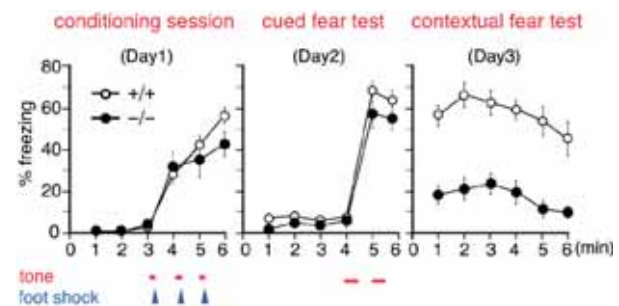 conditioning session cued fear test contextual fear test
(Day1) (Day2) (Day3)
% freezing
80
60
40
20
0
+/+
−/−
0 1 2 3 4 5 6 0 1 2 3 4 5 6 0 1 2 3 4 5 6 (min)
tone
foot shock